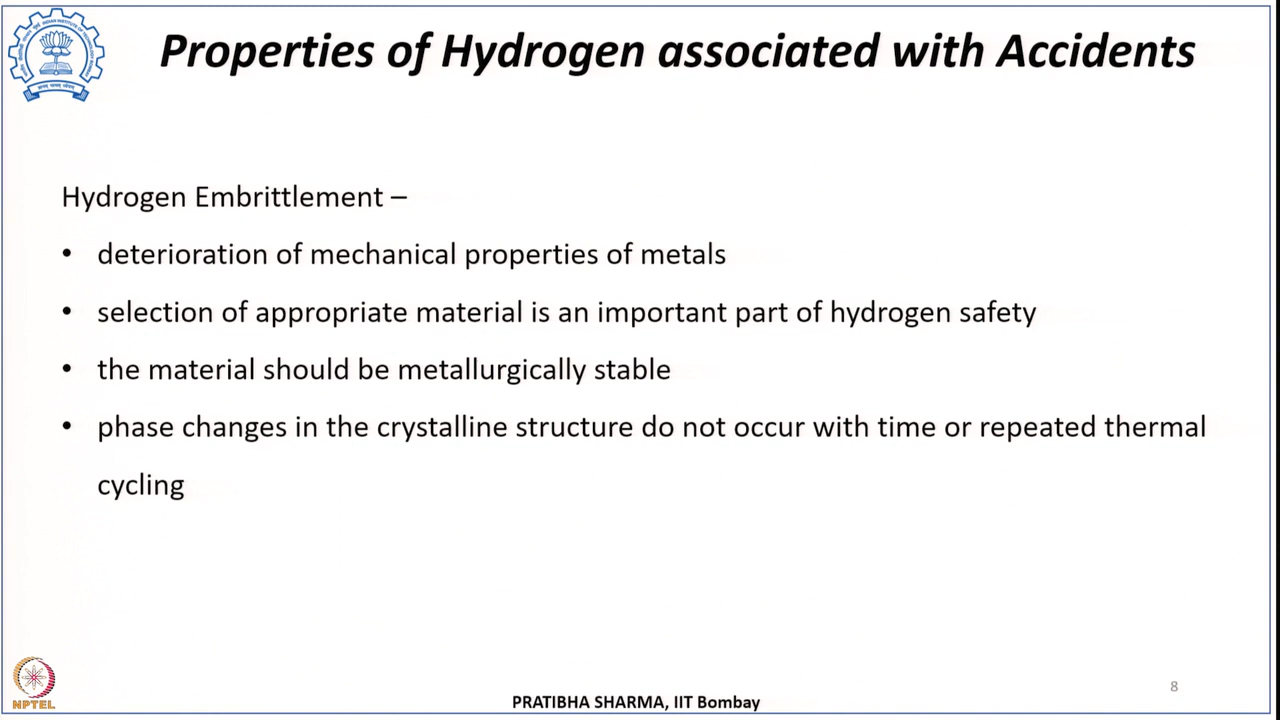 Properties of Hydrogen associated with Accidents
Hydrogen Embrittlement –
• deterioration of mechanical properties of metals
• selection of appropriate material is an important part of hydrogen safety
• the material should be metallurgically stable
• phase changes in the crystalline structure do not occur with time or repeated thermal
cycling
NPTEL
PRATIBHA SHARMA, IIT Bombay
8